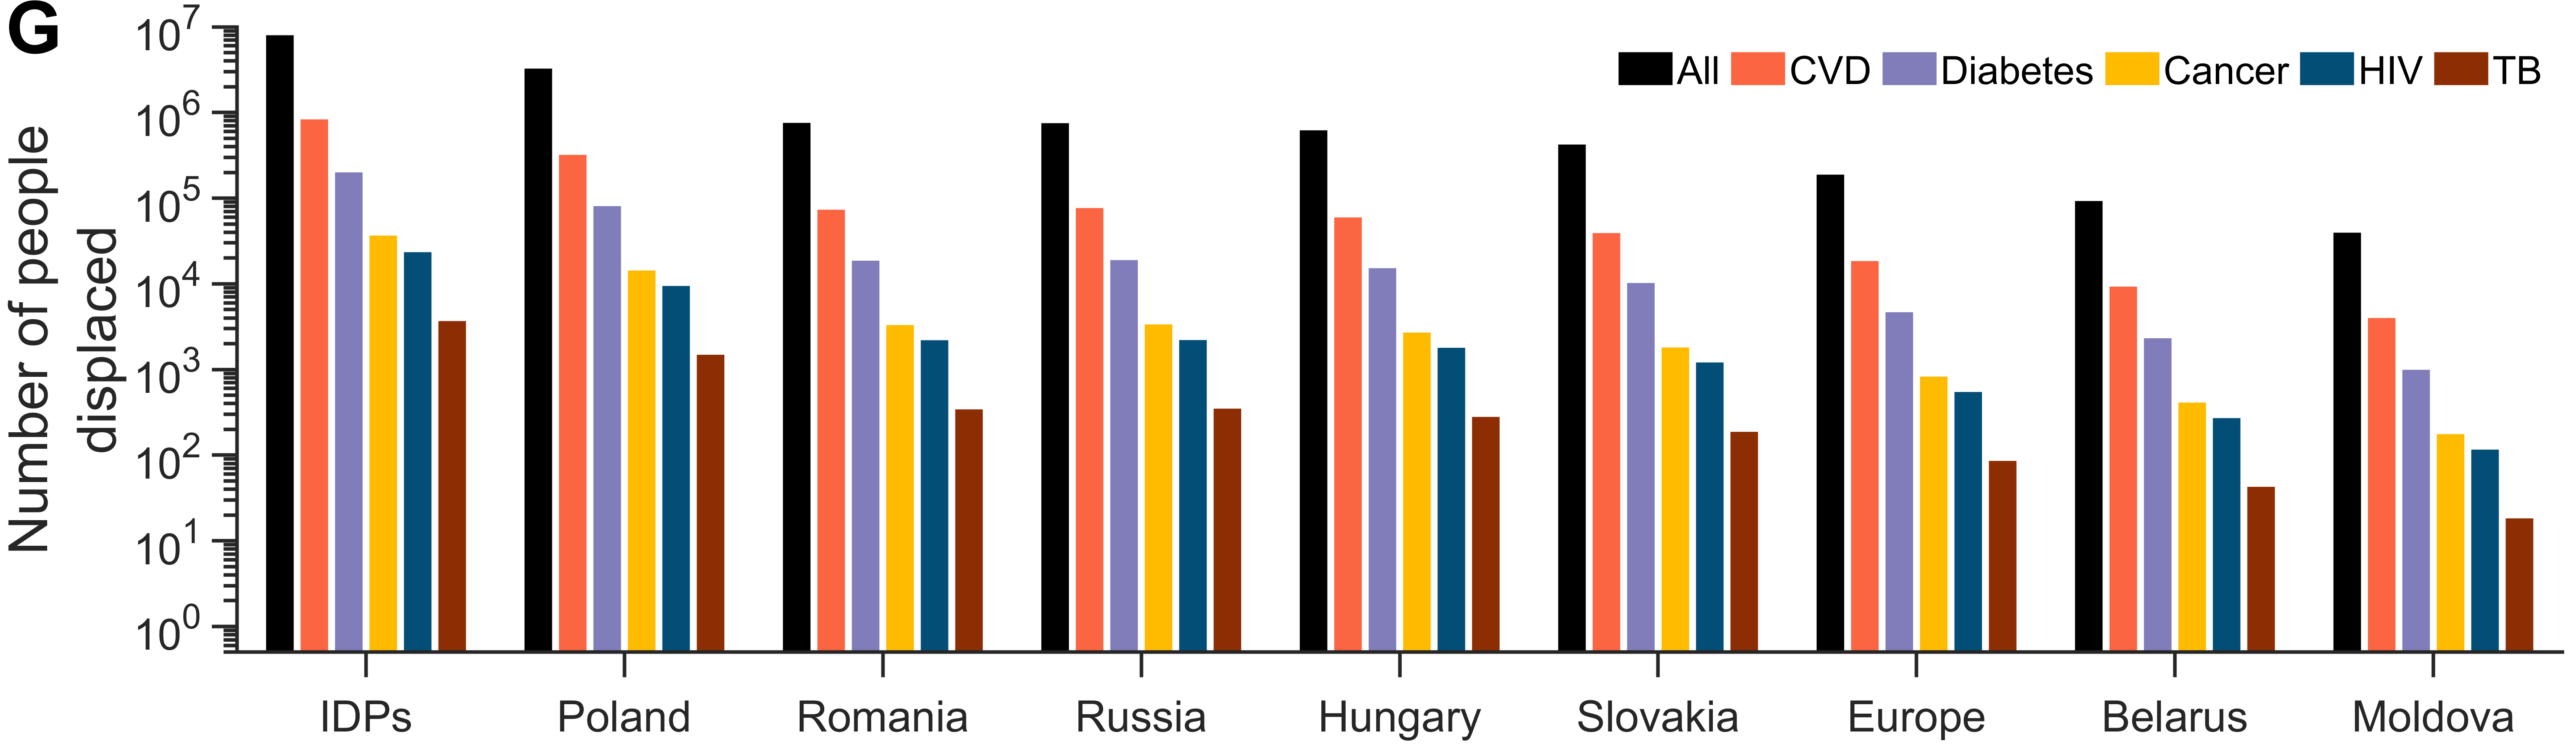 G
Number of people
displaced
10^7
10^6
10^5
10^4
10^3
10^2
10^1
10^0
All CVD Diabetes Cancer HIV TB
IDPs Poland Romania Russia Hungary Slovakia Europe Belarus Moldova